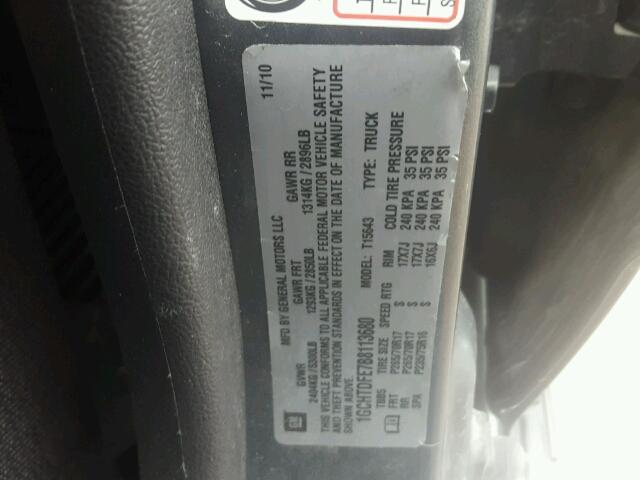 MFD BY GENERAL MOTORS LLC 11/10
GVWR GAWR FRT GAWR RR
2404KG / 5300LB 1293KG / 2850LB 1314KG / 2896LB
THIS VEHICLE CONFORMS TO ALL APPLICABLE FEDERAL MOTOR VEHICLE SAFETY
AND THEFT PREVENTION STANDARDS IN EFFECT ON THE DATE OF MANUFACTURE
SHOWN ABOVE.
1GCHTDFE7B8113680 MODEL: T15643 TYPE: TRUCK
TBB5 TIRE SIZE SPEED RTG RIM COLD TIRE PRESSURE
FRT P265/70R17 S 17X7J 240 KPA 35 PSI
RR P265/70R17 S 17X7J 240 KPA 35 PSI
SPA P235/75R16 S 16X6J 240 KPA 35 PSI
GM